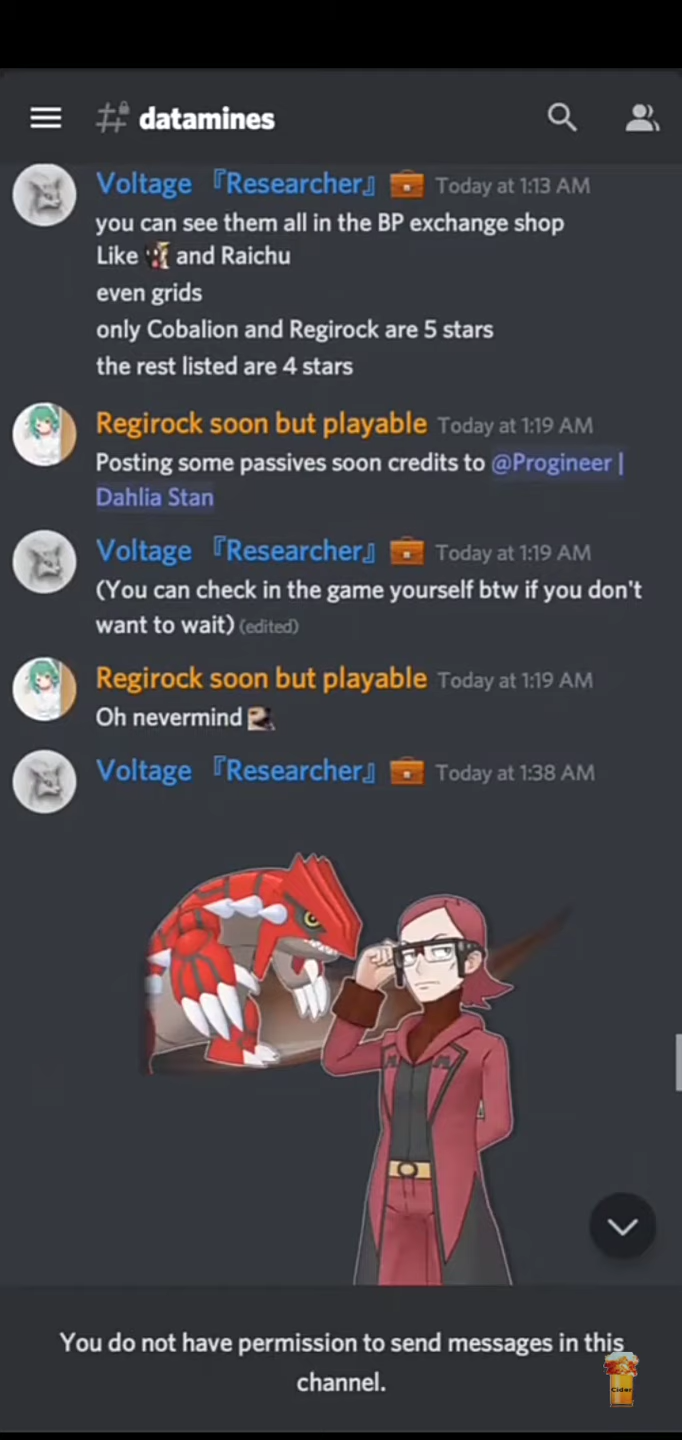 datamines
Voltage 『Researcher』 Today at 1:13 AM
you can see them all in the BP exchange shop
Like and Raichu
even grids
only Cobalion and Regirock are 5 stars
the rest listed are 4 stars
Regirock soon but playable Today at 1:19 AM
Posting some passives soon credits to @Progineer |
Dahlia Stan
Voltage 『Researcher』 Today at 1:19 AM
(You can check in the game yourself btw if you don't
want to wait) (edited)
Regirock soon but playable Today at 1:19 AM
Oh nevermind
Voltage 『Researcher』 Today at 1:38 AM
You do not have permission to send messages in this
channel.
Cider